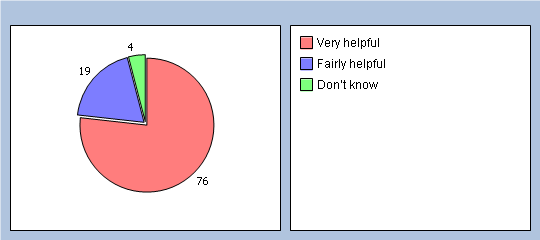 4
19
76
Very helpful
Fairly helpful
Don't know